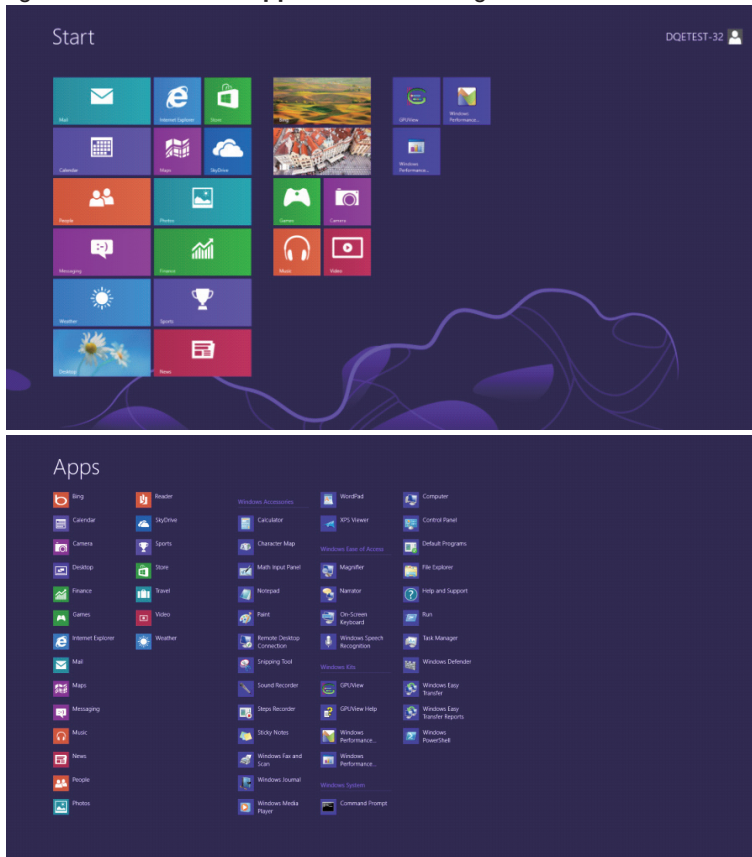 Start
DQETEST-32
Mail
Internet Explorer
Store
Bing
GPUView
Windows Performance...
Calendar
Maps
SkyDrive
Windows Performance...
People
Photos
Games
Camera
Messaging
Finance
Music
Video
Weather
Sports
Desktop
News
Apps
Bing
Calendar
Camera
Desktop
Finance
Games
Internet Explorer
Mail
Maps
Messaging
Music
News
People
Photos
Reader
SkyDrive
Sports
Store
Travel
Video
Weather
Windows Accessories
Calculator
Character Map
Math Input Panel
Notepad
Paint
Remote Desktop
Connection
Snipping Tool
Sound Recorder
Steps Recorder
Sticky Notes
Windows Fax and
Scan
Windows Journal
Windows Media
Player
WordPad
XPS Viewer
Windows Ease of Access
Magnifier
Narrator
On-Screen
Keyboard
Windows Speech
Recognition
Windows Kits
GPUView
GPUView Help
Windows
Performance...
Windows
Performance...
Windows System
Command Prompt
Computer
Control Panel
Default Programs
File Explorer
Help and Support
Run
Task Manager
Windows Defender
Windows Easy
Transfer
Windows Easy
Transfer Reports
Windows
PowerShell